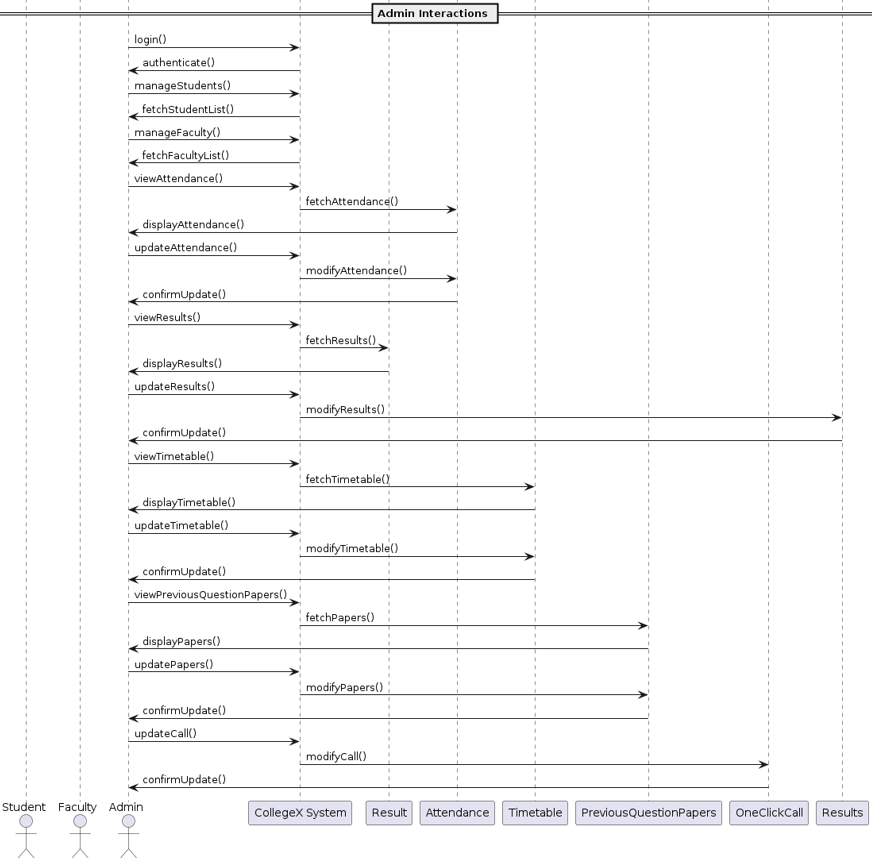 Admin Interactions
login()
authenticate()
manageStudents()
fetchStudentList()
manageFaculty()
fetchFacultyList()
viewAttendance()
fetchAttendance()
displayAttendance()
updateAttendance()
modifyAttendance()
confirmUpdate()
viewResults()
fetchResults()
displayResults()
updateResults()
modifyResults()
confirmUpdate()
viewTimetable()
fetchTimetable()
displayTimetable()
updateTimetable()
modifyTimetable()
confirmUpdate()
viewPreviousQuestionPapers()
fetchPapers()
displayPapers()
updatePapers()
modifyPapers()
confirmUpdate()
updateCall()
modifyCall()
confirmUpdate()
Student Faculty Admin CollegeX System Result Attendance Timetable PreviousQuestionPapers OneClickCall Results